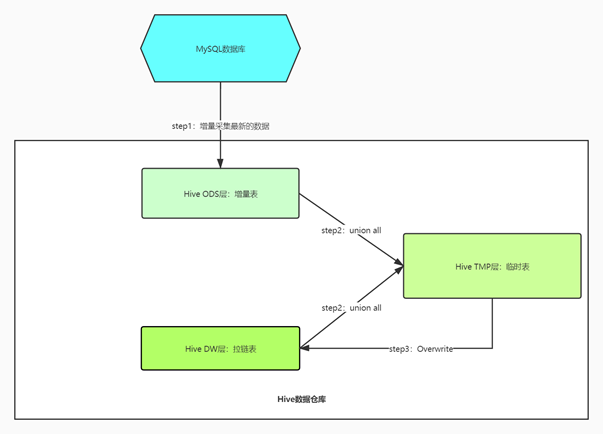 MySQL数据库
step1：增量采集最新的数据
Hive ODS层：增量表
step2：union all
Hive TMP层：临时表
step2：union all
Hive DW层：拉链表
step3：Overwrite
Hive数据仓库